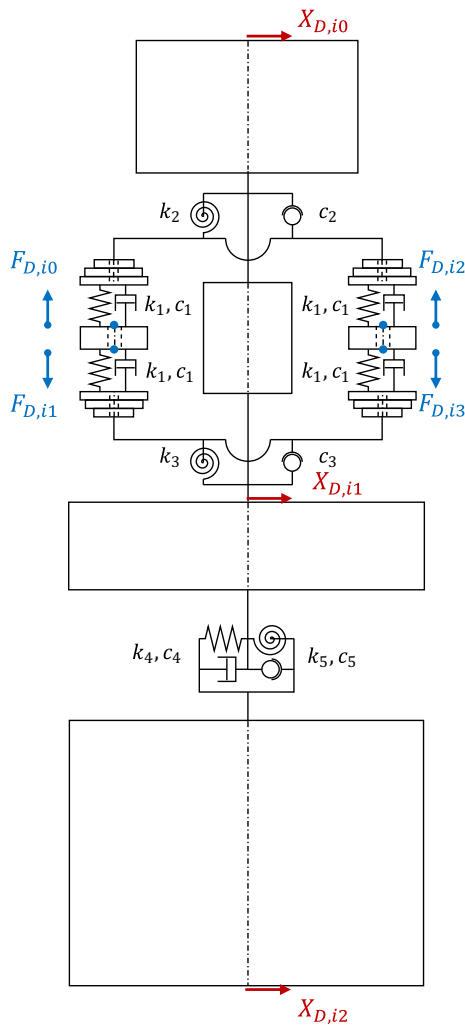 X_{D,i0}
k_2
c_2
F_{D,i0}
F_{D,i2}
k_1, c_1
k_1, c_1
k_1, c_1
k_1, c_1
F_{D,i1}
F_{D,i3}
k_3
c_3
X_{D,i1}
k_4, c_4
k_5, c_5
X_{D,i2}